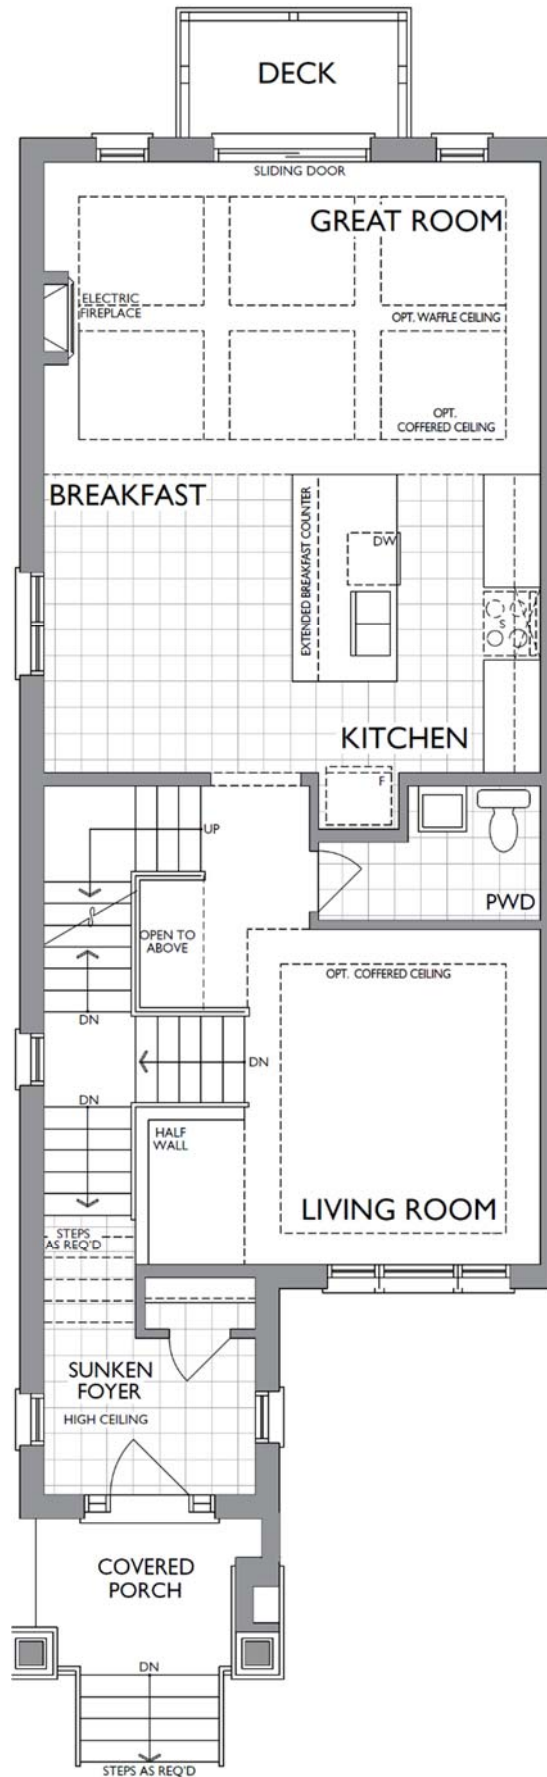 DECK
SLIDING DOOR
GREAT ROOM
ELECTRIC
FIREPLACE
OPT. WAFFLE CEILING
OPT.
COFFERED CEILING
BREAKFAST
EXTENDED BREAKFAST COUNTER
DW
S
KITCHEN
F
UP
PWD
OPEN TO
ABOVE
OPT. COFFERED CEILING
DN
DN
DN
HALF
WALL
LIVING ROOM
STEPS
AS REQ'D
SUNKEN
FOYER
HIGH CEILING
COVERED
PORCH
DN
STEPS AS REQ'D